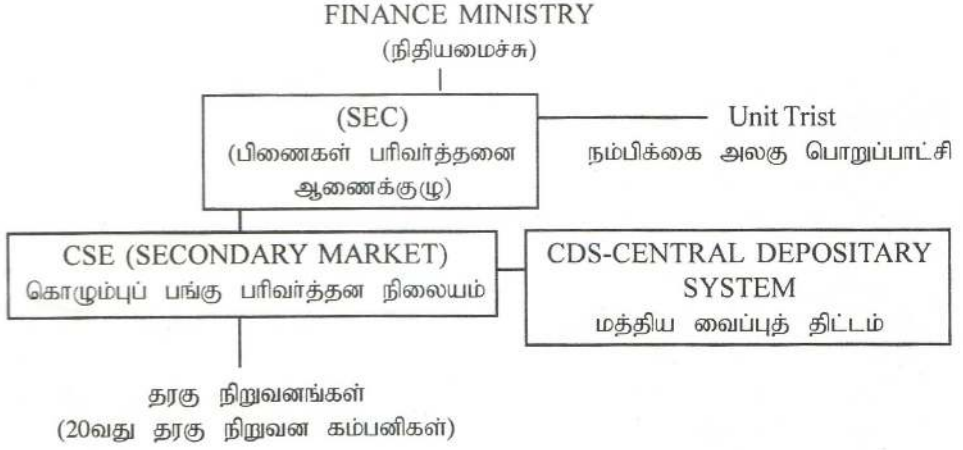 FINANCE MINISTRY
(நிதியமைச்சு)
(SEC)
(பிணைகள் பரிவர்த்தனை
ஆணைக்குழு)
Unit Trist
நம்பிக்கை அலகு பொறுப்பாட்சி
CSE (SECONDARY MARKET)
கொழும்புப் பங்கு பரிவர்த்தன நிலையம்
CDS-CENTRAL DEPOSITARY
SYSTEM
மத்திய வைப்புத் திட்டம்
தரகு நிறுவனங்கள்
(20வது தரகு நிறுவன கம்பனிகள்)